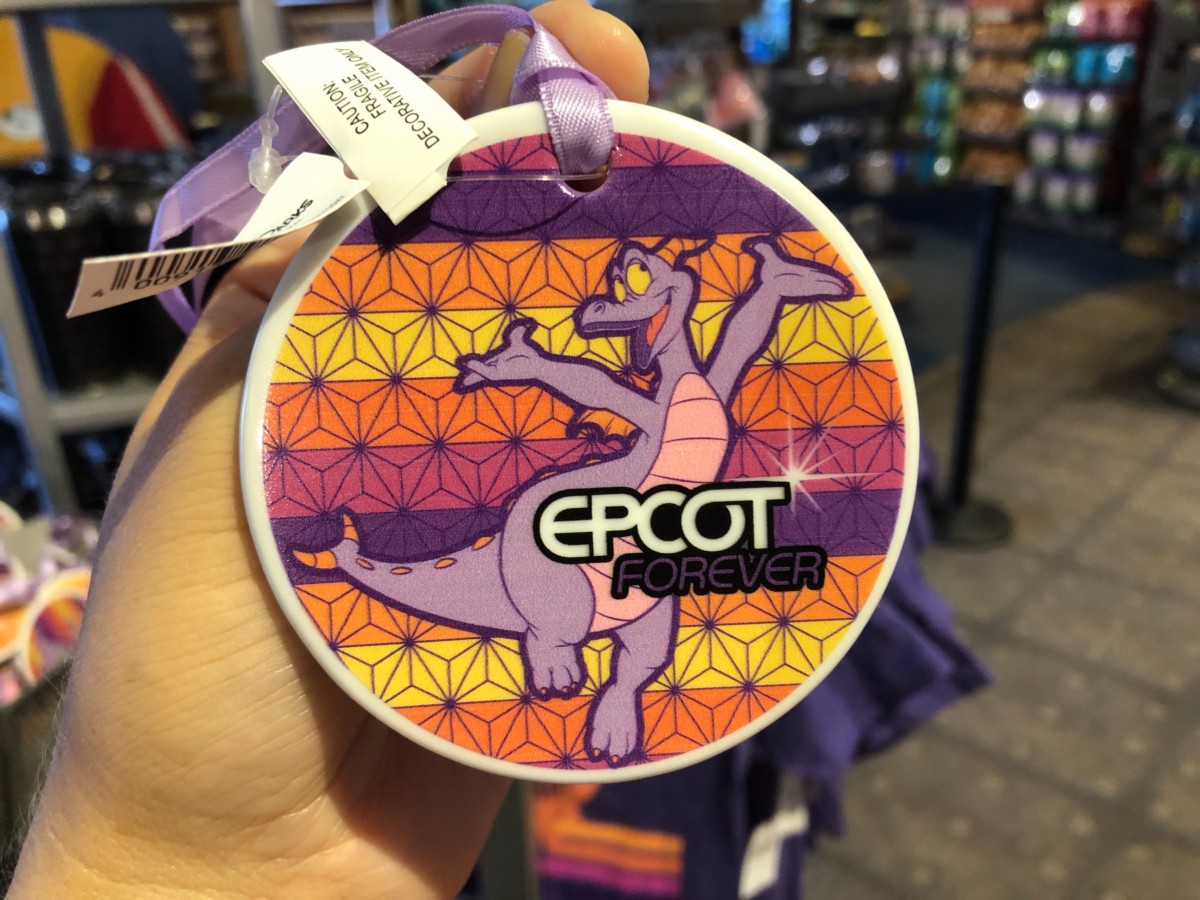 CAUTION:
FRAGILE
DECORATIVE ITEM ONLY
EPCOT
FOREVER